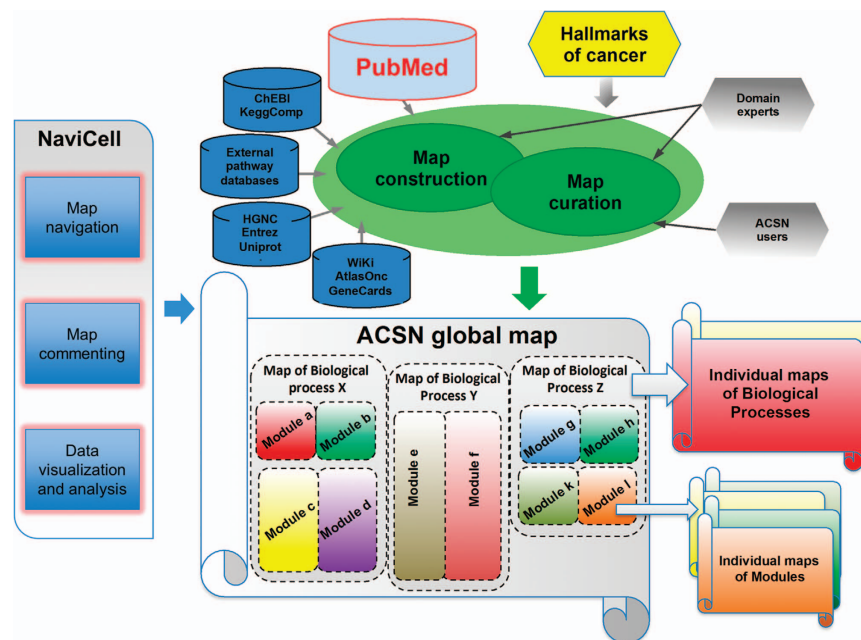 PubMed
Hallmarks
of cancer
ChEBI
KeggComp
Domain
experts
NaviCell
External
pathway
databases
Map
construction
Map
curation
Map
navigation
HGNC
Entrez
Uniprot
.
ACSN
users
WiKi
AtlasOnc
GeneCards
Map
commenting
ACSN global map
Map of Biological
process X
Map of Biological
Process Y
Map of Biological
Process Z
Individual maps
of Biological
Processes
Module a
Module b
Module g
Module h
Module e
Module f
Data
visualization
and analysis
Module c
Module d
Module k
Module l
Individual maps
of Modules